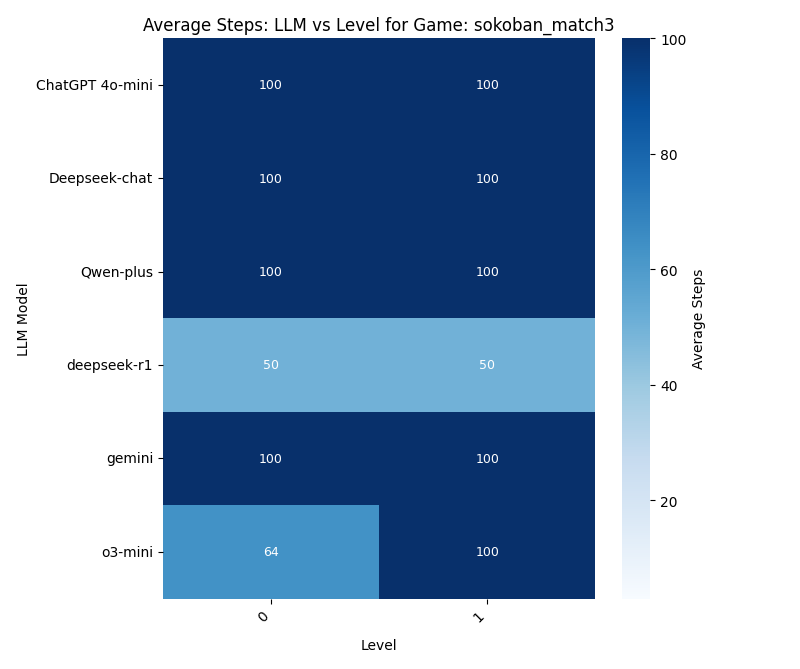 Average Steps: LLM vs Level for Game: sokoban_match3
LLM Model
ChatGPT 4o-mini 100 100
Deepseek-chat 100 100
Qwen-plus 100 100
deepseek-r1 50 50
gemini 100 100
o3-mini 64 100
0 1
Level
100
80
60
40
20
Average Steps